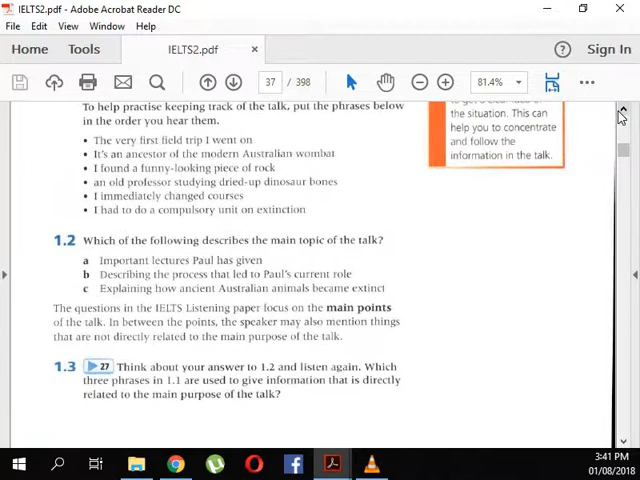 IELTS2.pdf - Adobe Acrobat Reader DC
File Edit View Window Help
Home Tools IELTS2.pdf × Sign In
37 / 398 81.4%
To help practise keeping track of the talk, put the phrases below
in the order you hear them.
• The very first field trip I went on
• It's an ancestor of the modern Australian wombat
• I found a funny-looking piece of rock
• an old professor studying dried-up dinosaur bones
• I immediately changed courses
• I had to do a compulsory unit on extinction
the situation. This can
help you to concentrate
and follow the
information in the talk.
1.2 Which of the following describes the main topic of the talk?
a Important lectures Paul has given
b Describing the process that led to Paul's current role
c Explaining how ancient Australian animals became extinct
The questions in the IELTS Listening paper focus on the main points
of the talk. In between the points, the speaker may also mention things
that are not directly related to the main purpose of the talk.
1.3 27 Think about your answer to 1.2 and listen again. Which
three phrases in 1.1 are used to give information that is directly
related to the main purpose of the talk?
3:41 PM
01/08/2018